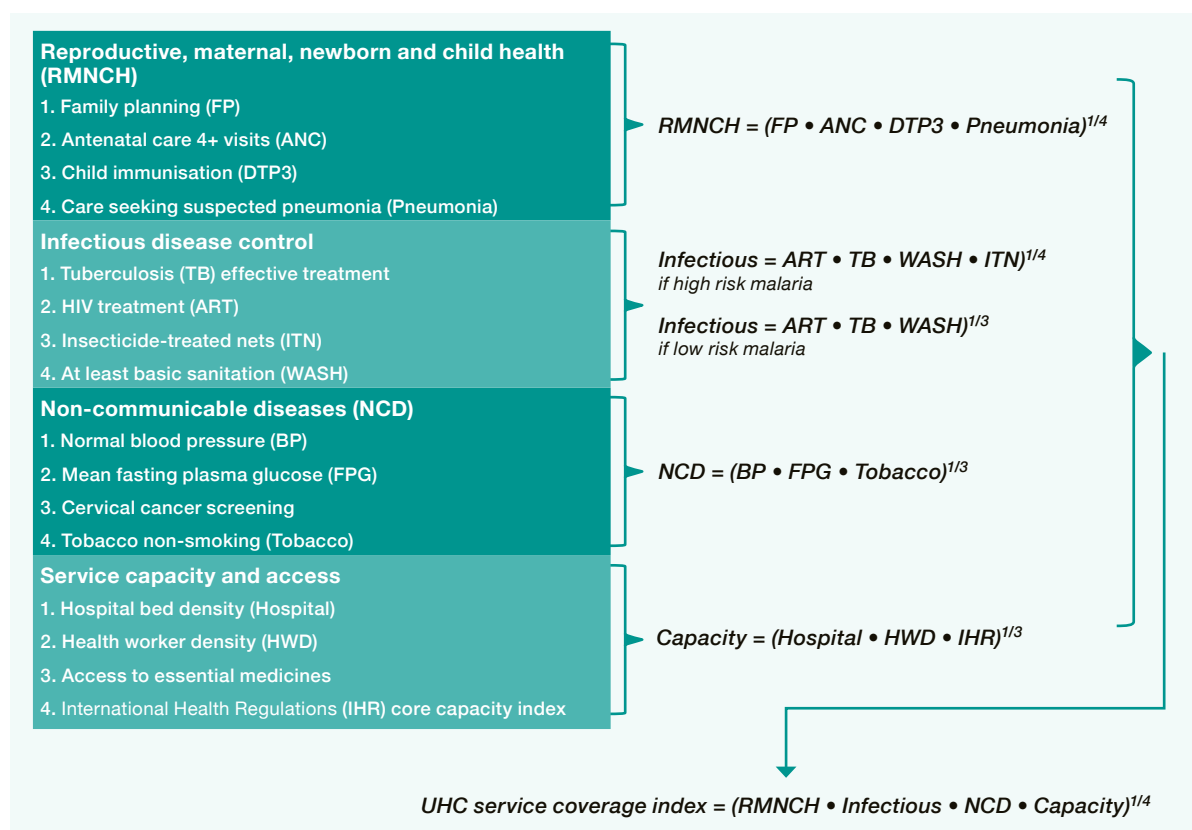 Reproductive, maternal, newborn and child health
(RMNCH)
1. Family planning (FP)
2. Antenatal care 4+ visits (ANC)
3. Child immunisation (DTP3)
4. Care seeking suspected pneumonia (Pneumonia)
RMNCH = (FP • ANC • DTP3 • Pneumonia)1/4
Infectious disease control
1. Tuberculosis (TB) effective treatment
2. HIV treatment (ART)
3. Insecticide-treated nets (ITN)
4. At least basic sanitation (WASH)
Infectious = ART • TB • WASH • ITN)1/4
if high risk malaria
Infectious = ART • TB • WASH)1/3
if low risk malaria
Non-communicable diseases (NCD)
1. Normal blood pressure (BP)
2. Mean fasting plasma glucose (FPG)
3. Cervical cancer screening
4. Tobacco non-smoking (Tobacco)
NCD = (BP • FPG • Tobacco)1/3
Service capacity and access
1. Hospital bed density (Hospital)
2. Health worker density (HWD)
3. Access to essential medicines
4. International Health Regulations (IHR) core capacity index
Capacity = (Hospital • HWD • IHR)1/3
UHC service coverage index = (RMNCH • Infectious • NCD • Capacity)1/4